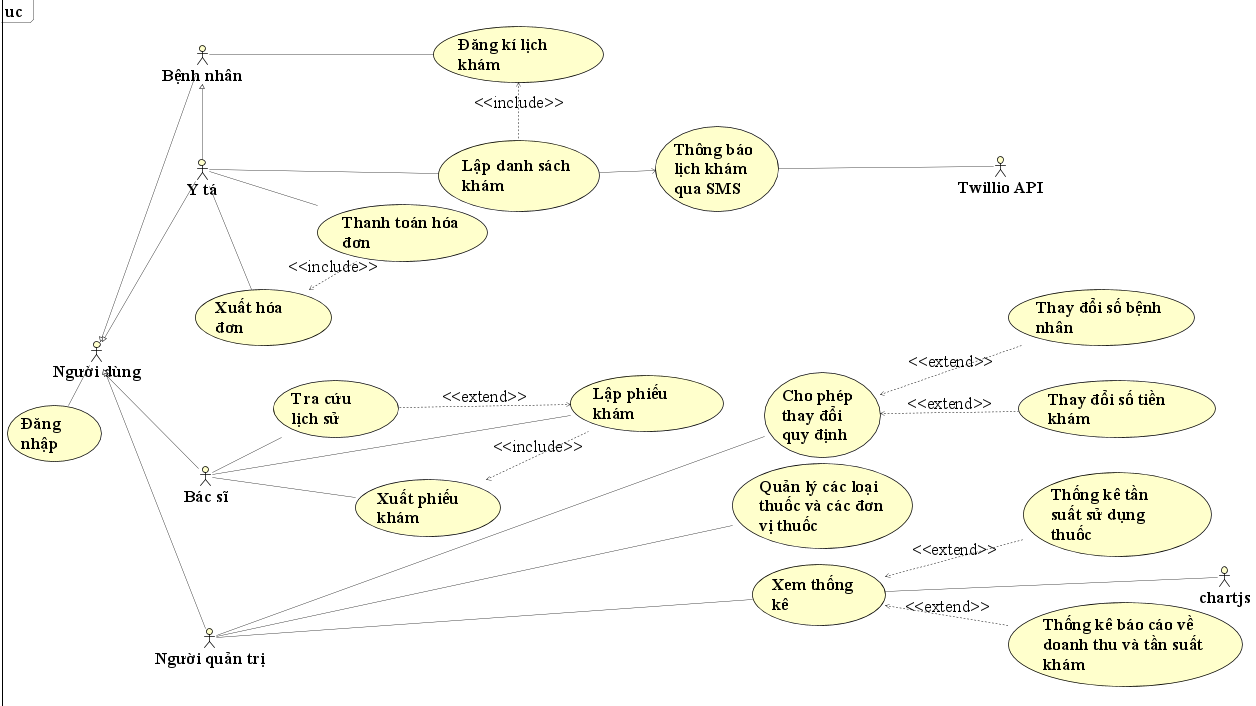 uc
Đăng kí lịch
khám
Bệnh nhân
<<include>>
Thông báo
lịch khám
qua SMS
Lập danh sách
khám
Y tá
Twillio API
Thanh toán hóa
đơn
<<include>>
Xuất hóa
đơn
Thay đổi số bệnh
nhân
<<extend>>
Người dùng
Tra cứu
lịch sử
<<extend>>
Lập phiếu
khám
Cho phép
thay đổi
quy định
<<extend>>
Thay đổi số tiền
khám
Đăng
nhập
<<include>>
Bác sĩ
Xuất phiếu
khám
Quản lý các loại
thuốc và các đơn
vị thuốc
Thống kê tần
suất sử dụng
thuốc
<<extend>>
Xem thống
kê
chartjs
<<extend>>
Thống kê báo cáo về
doanh thu và tần suất
khám
Người quản trị